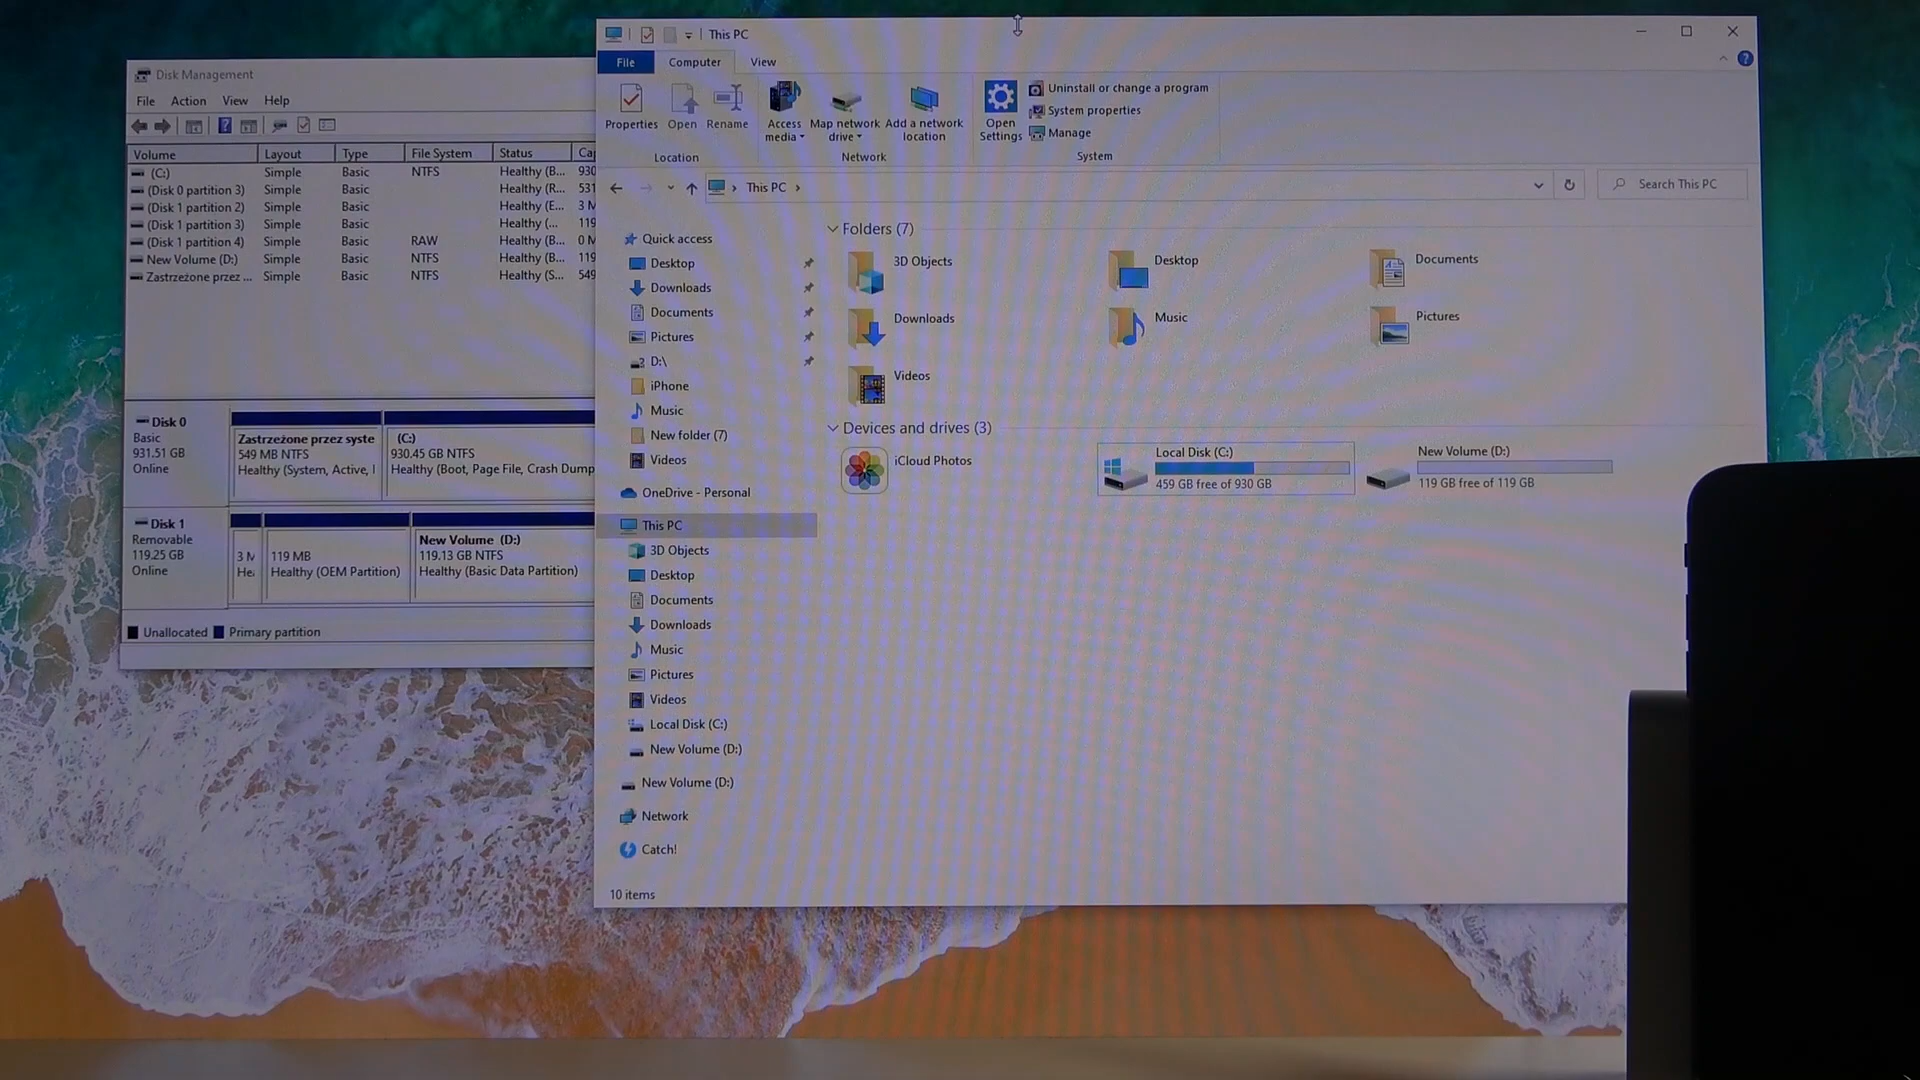 Disk Management
File Action View Help
Volume Layout Type File System Status
(C:) Simple Basic NTFS Healthy (B... 930
(Disk 0 partition 3) Simple Basic Healthy (R... 531
(Disk 1 partition 2) Simple Basic Healthy (E... 3 M
(Disk 1 partition 3) Simple Basic Healthy (... 119
(Disk 1 partition 4) Simple Basic RAW Healthy (B... 0 M
New Volume (D:) Simple Basic NTFS Healthy (B... 119
Zastrzeżone przez ... Simple Basic NTFS Healthy (S... 549
Disk 0
Basic
931.51 GB
Online
Zastrzeżone przez syste
549 MB NTFS
Healthy (System, Active, I
(C:)
930.45 GB NTFS
Healthy (Boot, Page File, Crash Dump
Disk 1
Removable
119.25 GB
Online
3 M
He
119 MB
Healthy (OEM Partition)
New Volume (D:)
119.13 GB NTFS
Healthy (Basic Data Partition)
Unallocated Primary partition
This PC
File Computer View
Properties Open Rename
Location
Access media
Map network drive
Add a network location
Network
Open Settings
Uninstall or change a program
System properties
Manage
System
This PC
Search This PC
Quick access
Desktop
Downloads
Documents
Pictures
D:\
iPhone
Music
New folder (7)
Videos
OneDrive - Personal
This PC
3D Objects
Desktop
Documents
Downloads
Music
Pictures
Videos
Local Disk (C:)
New Volume (D:)
New Volume (D:)
Network
Catch!
10 items
Folders (7)
3D Objects
Desktop
Documents
Downloads
Music
Pictures
Videos
Devices and drives (3)
iCloud Photos
Local Disk (C:)
459 GB free of 930 GB
New Volume (D:)
119 GB free of 119 GB